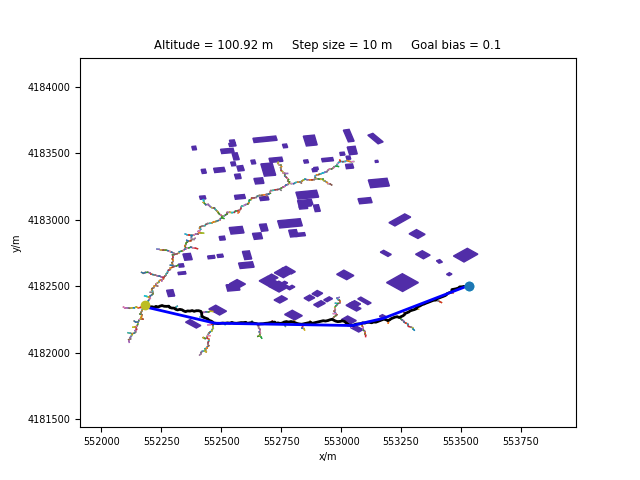 Altitude = 100.92 m     Step size = 10 m     Goal bias = 0.1
4184000
4183500
4183000
4182500
4182000
4181500
y/m
552000 552250 552500 552750 553000 553250 553500 553750
x/m